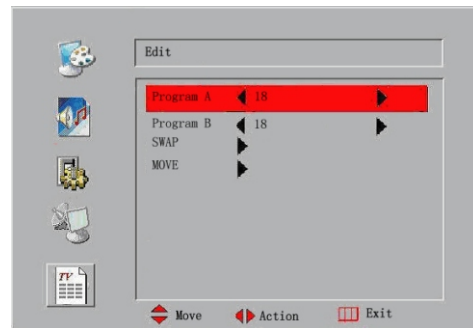 Edit
Program A 18
Program B 18
SWAP
MOVE
TV
Move Action Exit